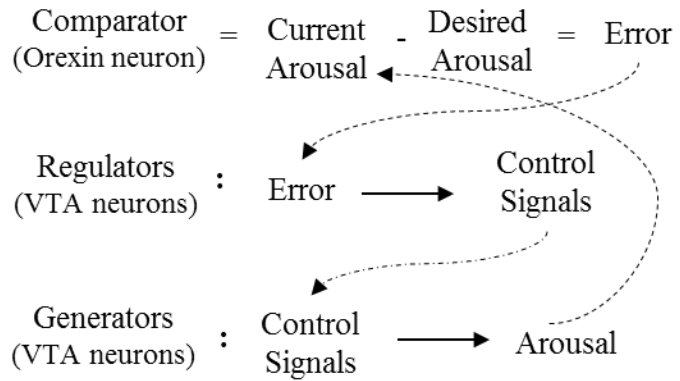 Comparator = Current - Desired = Error
(Orexin neuron) Arousal Arousal
Regulators : Error Control
(VTA neurons) Signals
Generators : Control Arousal
(VTA neurons) Signals